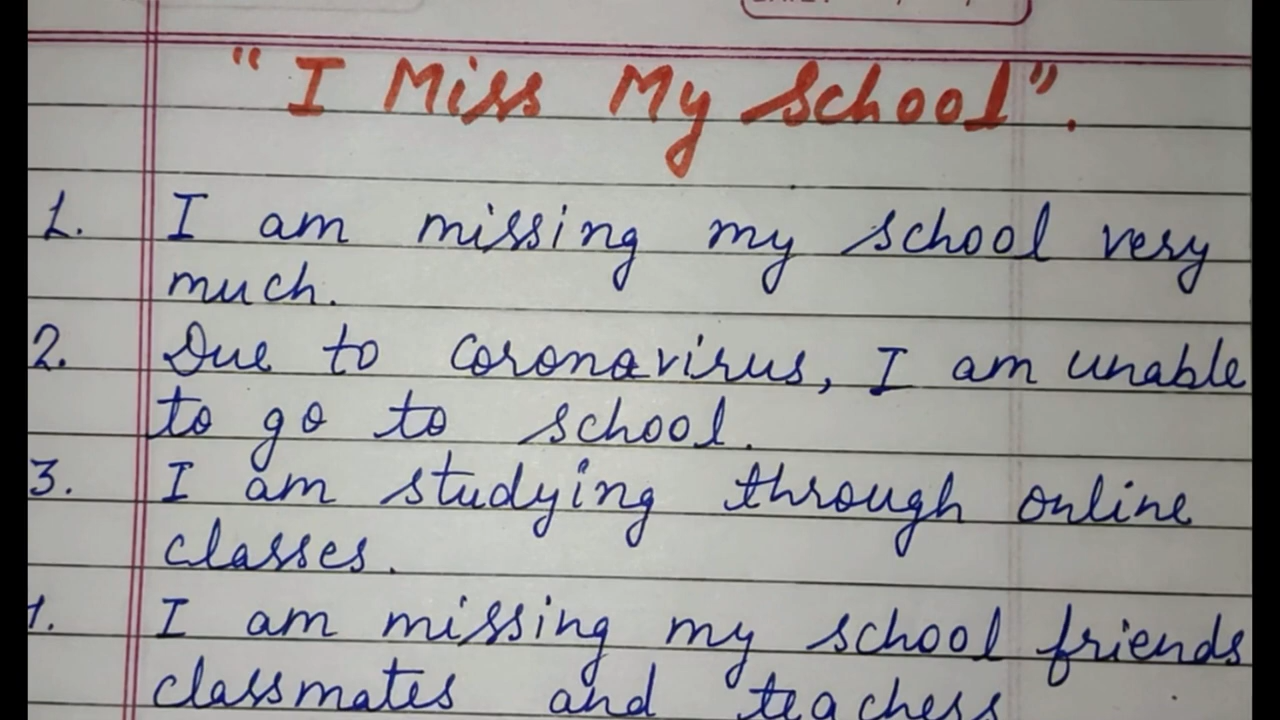 "I Miss My School".
1. I am missing my school very
much.
2. Due to coronavirus, I am unable
to go to school.
3. I am studying through online
classes.
I am missing my school friends
classmates and teachers